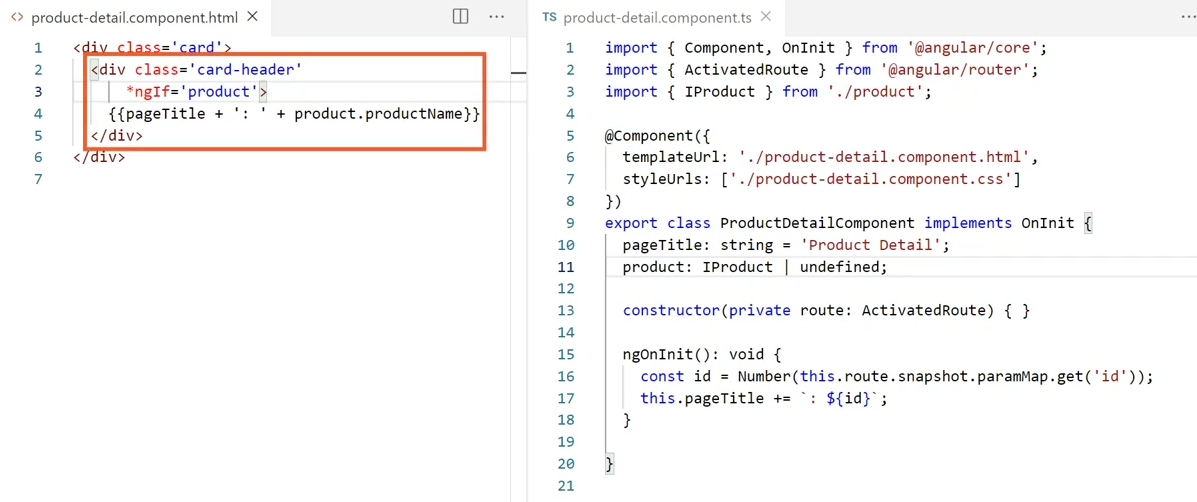 product-detail.component.html
1 <div class='card'>
2   <div class='card-header'
3       *ngIf='product'>
4     {{pageTitle + ': ' + product.productName}}
5   </div>
6 </div>
7
TS product-detail.component.ts
1 import { Component, OnInit } from '@angular/core';
2 import { ActivatedRoute } from '@angular/router';
3 import { IProduct } from './product';
4
5 @Component({
6   templateUrl: './product-detail.component.html',
7   styleUrls: ['./product-detail.component.css']
8 })
9 export class ProductDetailComponent implements OnInit {
10   pageTitle: string = 'Product Detail';
11   product: IProduct | undefined;
12
13   constructor(private route: ActivatedRoute) { }
14
15   ngOnInit(): void {
16     const id = Number(this.route.snapshot.paramMap.get('id'));
17     this.pageTitle += `: ${id}`;
18   }
19
20 }
21